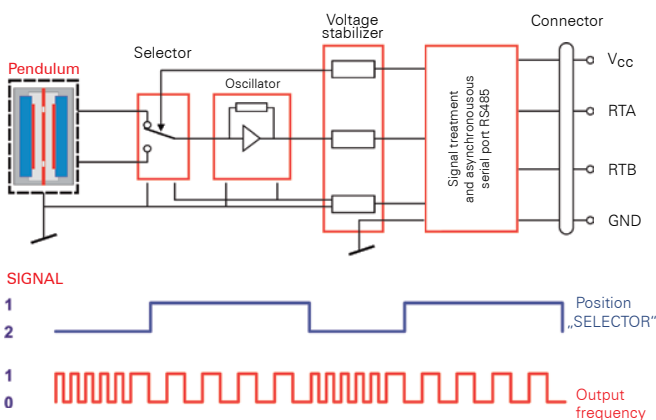 Voltage
stabilizer
Connector
Selector
Pendulum
Oscillator
Vcc
RTA
RTB
GND
Signal treatment
and asynchronousous
serial port RS485
SIGNAL
1
2
Position
„SELECTOR“
1
0
Output
frequency